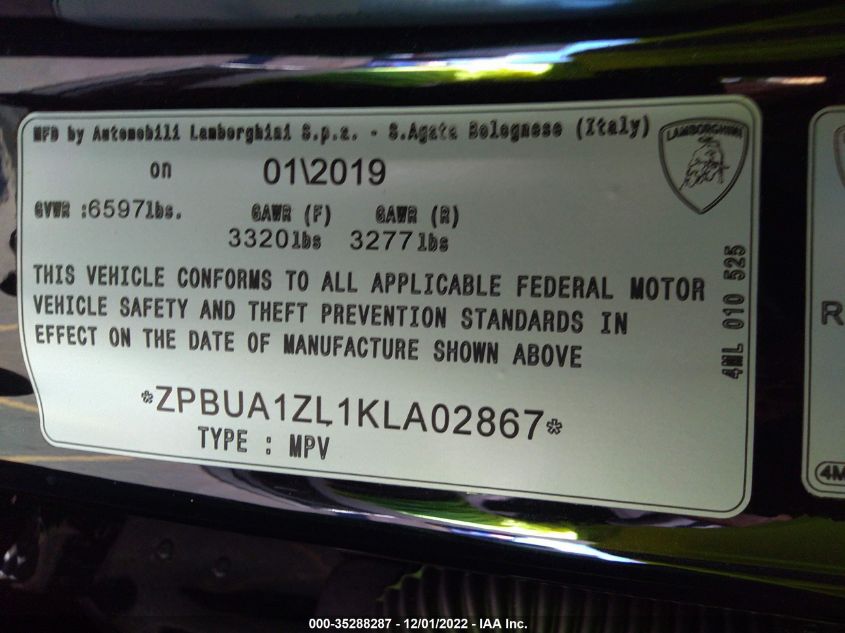 MFD by Automobili Lamborghini S.p.a. - S.Agata Bolognese (Italy)
LAMBORGHINI
on 01\2019
GVWR :6597lbs. GAWR (F) GAWR (R)
3320lbs 3277lbs
THIS VEHICLE CONFORMS TO ALL APPLICABLE FEDERAL MOTOR
VEHICLE SAFETY AND THEFT PREVENTION STANDARDS IN
EFFECT ON THE DATE OF MANUFACTURE SHOWN ABOVE
*ZPBUA1ZL1KLA02867*
TYPE : MPV
4ML 010 525
R
4M
000-35288287 - 12/01/2022 - IAA Inc.